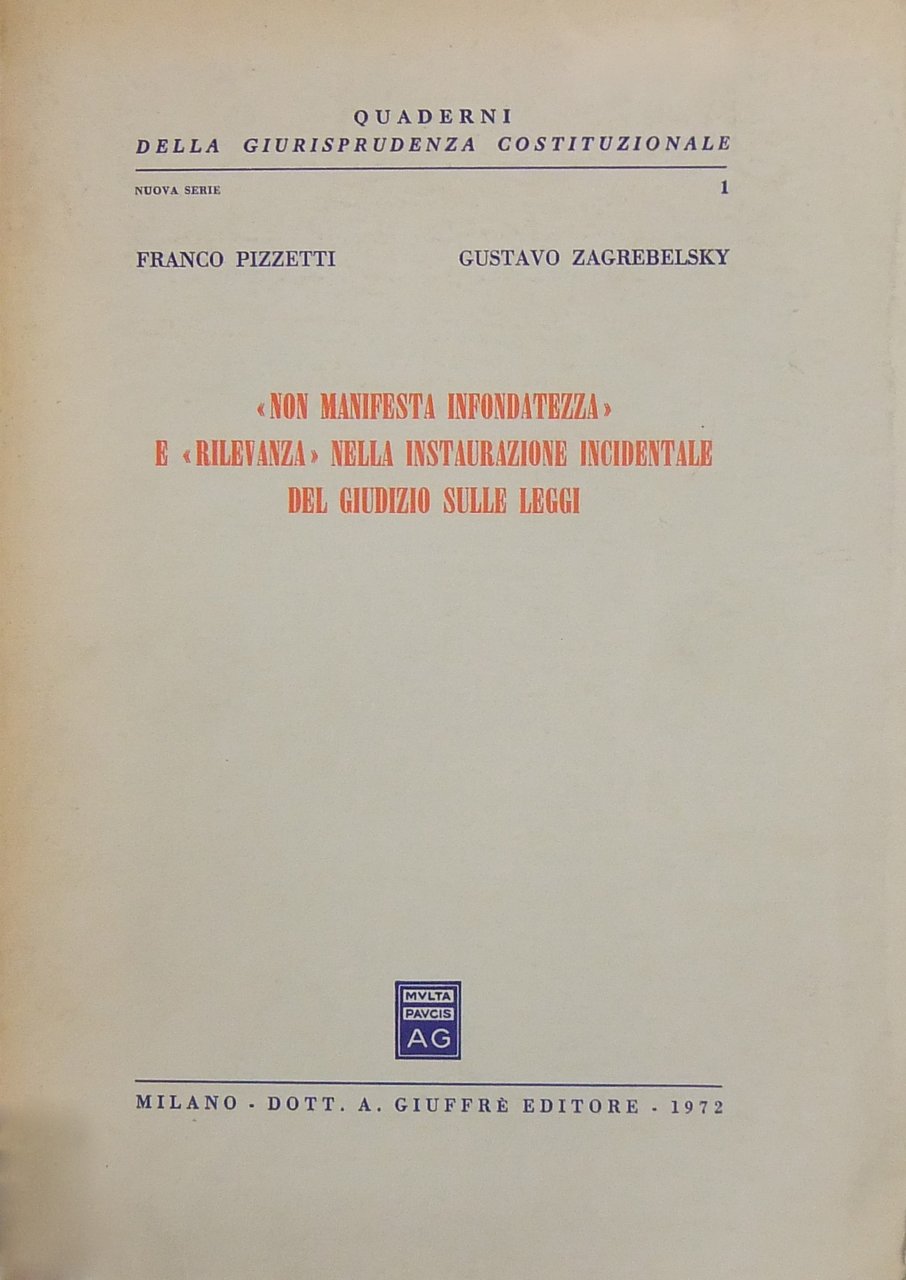 QUADERNI
DELLA GIURISPRUDENZA COSTITUZIONALE
NUOVA SERIE 1
FRANCO PIZZETTI GUSTAVO ZAGREBELSKY
«NON MANIFESTA INFONDATEZZA»
E «RILEVANZA» NELLA INSTAURAZIONE INCIDENTALE
DEL GIUDIZIO SULLE LEGGI
MVLTA
PAVCIS
AG
MILANO - DOTT. A. GIUFFRÈ EDITORE - 1972